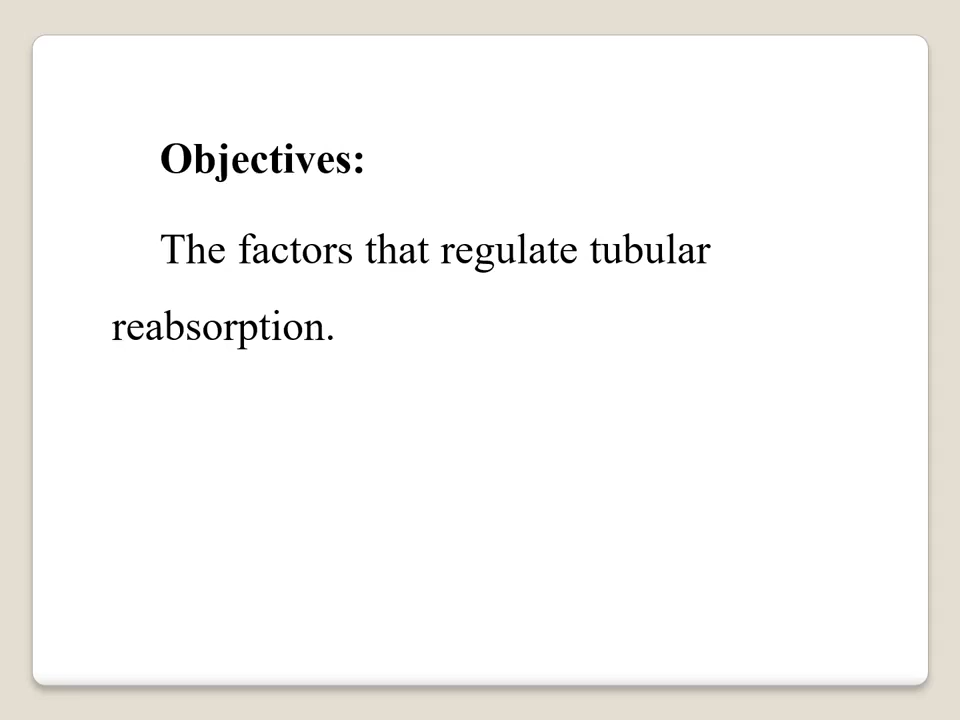 Objectives:
The factors that regulate tubular
reabsorption.